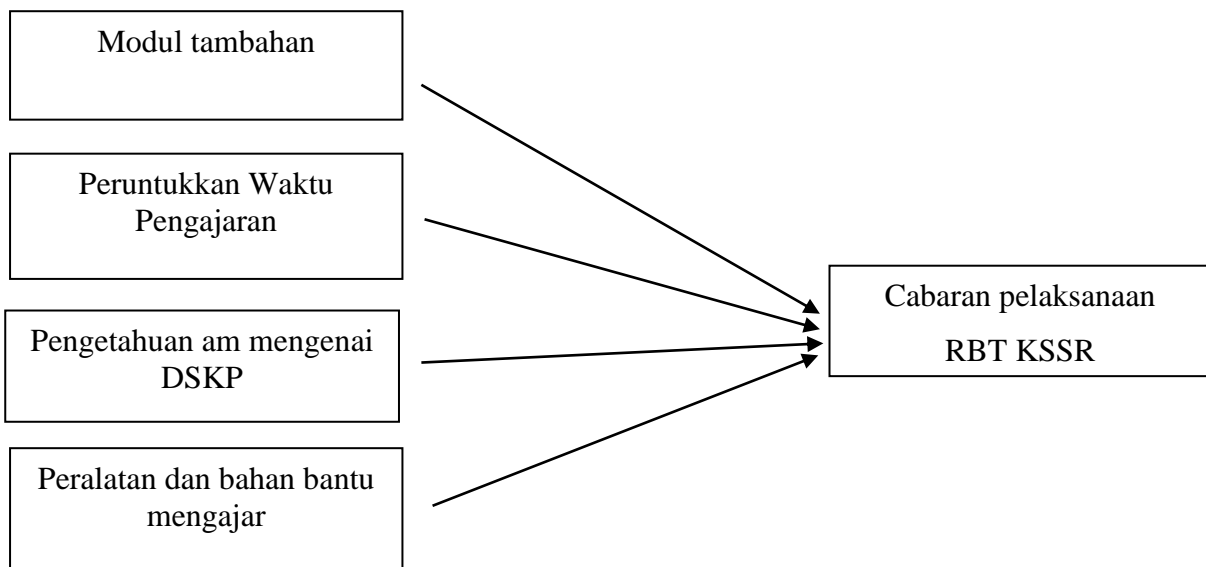 Modul tambahan
Peruntukkan Waktu
Pengajaran
Pengetahuan am mengenai
DSKP
Peralatan dan bahan bantu
mengajar
Cabaran pelaksanaan
RBT KSSR